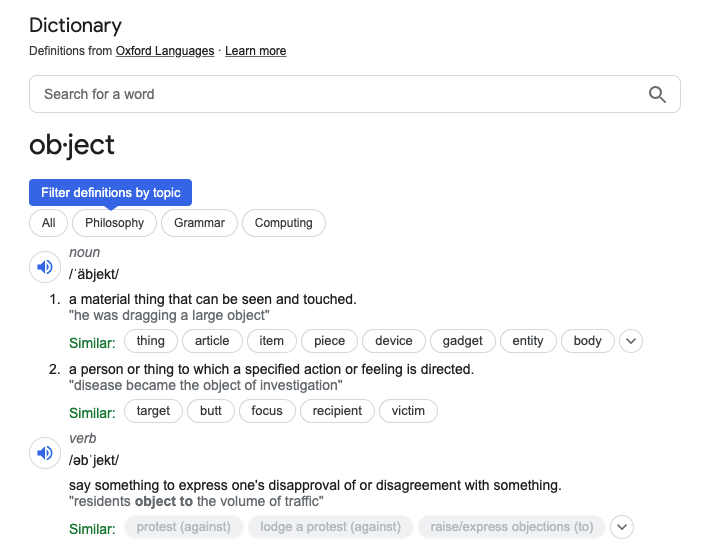 Dictionary
Definitions from Oxford Languages · Learn more
Search for a word
ob·ject
Filter definitions by topic
All Philosophy Grammar Computing
noun
/ˈäbjekt/
1. a material thing that can be seen and touched.
"he was dragging a large object"
Similar: thing article item piece device gadget entity body
2. a person or thing to which a specified action or feeling is directed.
"disease became the object of investigation"
Similar: target butt focus recipient victim
verb
/əbˈjekt/
say something to express one's disapproval of or disagreement with something.
"residents object to the volume of traffic"
Similar: protest (against) lodge a protest (against) raise/express objections (to)